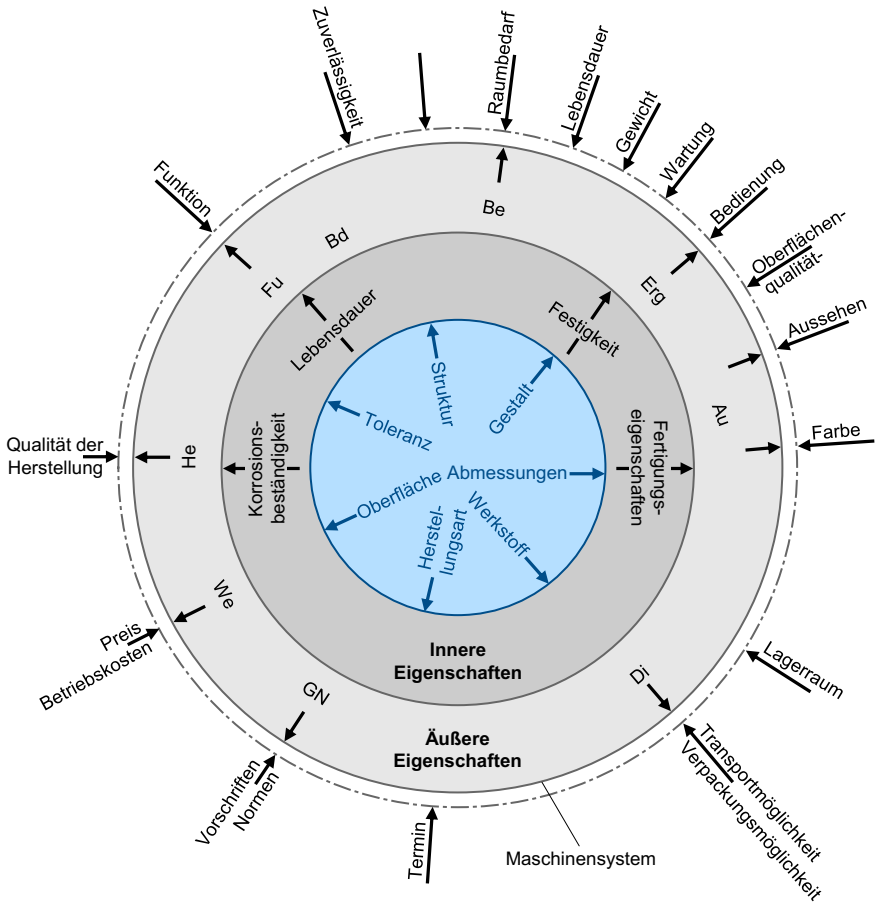 Zuverlässigkeit
Raumbedarf
Lebensdauer
Gewicht
Wartung
Bedienung
Oberflächen-
qualität-
Aussehen
Farbe
Funktion
Qualität der
Herstellung
Preis
Betriebskosten
Vorschriften
Normen
Termin
Lagerraum
Transportmöglichkeit
Verpackungsmöglichkeit
Maschinensystem
Be
Bd
Fu
Erg
Au
He
We
GN
Di
Äußere
Eigenschaften
Lebensdauer
Festigkeit
Korrosions-
beständigkeit
Fertigungs-
eigenschaften
Innere
Eigenschaften
Struktur
Gestalt
Toleranz
Oberfläche
Abmessungen
Herstel-
lungsart
Werkstoff